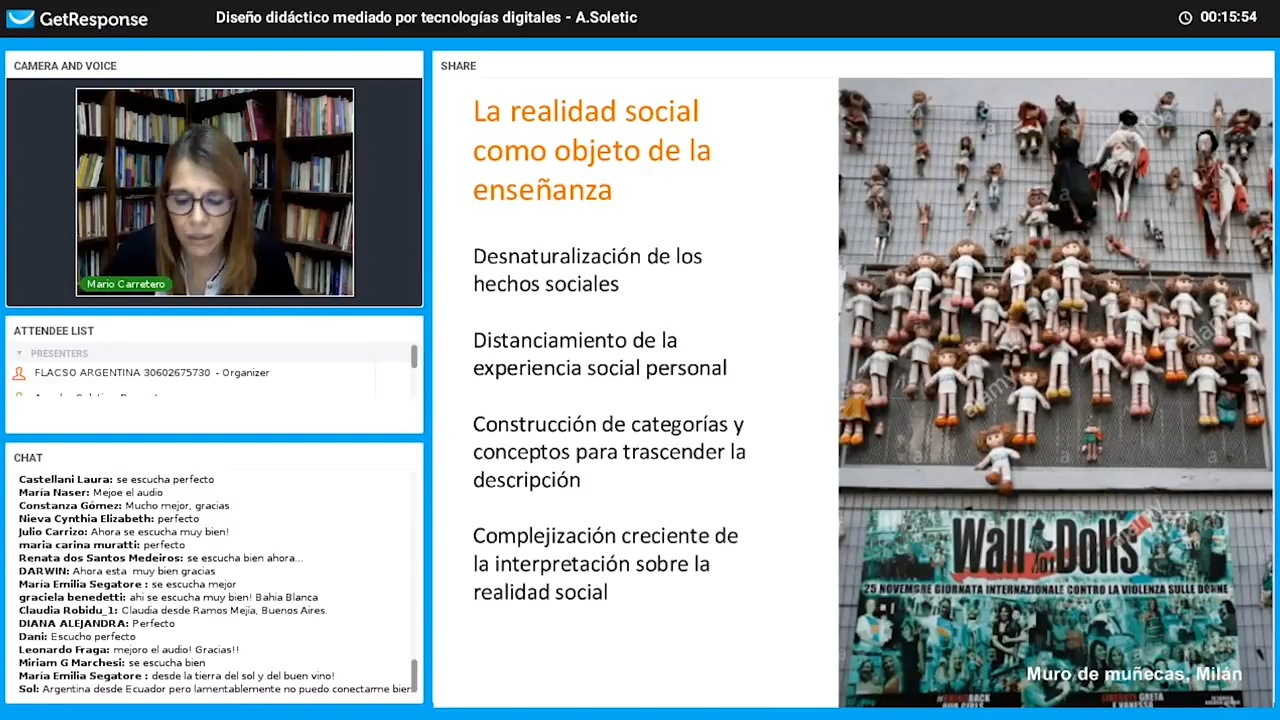 GetResponse
Diseño didáctico mediado por tecnologías digitales - A.Soletic
00:15:54
CAMERA AND VOICE
Mario Carretero
ATTENDEE LIST
PRESENTERS
FLACSO ARGENTINA 30602675730 - Organizer
CHAT
Castellani Laura: se escucha perfecto
María Naser: Mejoe el audio
Constanza Gómez: Mucho mejor, gracias
Nieva Cynthia Elizabeth: perfecto
Julio Carrizo: Ahora se escucha muy bien!
maria carina muratti: perfecto
Renata dos Santos Medeiros: se escucha bien ahora...
DARWIN: Ahora esta muy bien gracias
María Emilia Segatore : se escucha mejor
graciela benedetti: ahi se escucha muy bien! Bahia Blanca
Claudia Robidu_1: Claudia desde Ramos Mejía, Buenos Aires.
DIANA ALEJANDRA: Perfecto
Dani: Escucho perfecto
Leonardo Fraga: mejoro el audio! Gracias!!
Miriam G Marchesi: se escucha bien
María Emilia Segatore : desde la tierra del sol y del buen vino!
Sol: Argentina desde Ecuador pero lamentablemente no puedo conectarme bien
SHARE
La realidad social
como objeto de la
enseñanza
Desnaturalización de los
hechos sociales
Distanciamiento de la
experiencia social personal
Construcción de categorías y
conceptos para trascender la
descripción
Complejización creciente de
la interpretación sobre la
realidad social
alamy
Wall of Dolls
25 NOVEMBRE GIORNATA INTERNAZIONALE CONTRO LA VIOLENZA SULLE DONNE
Muro de muñecas, Milán